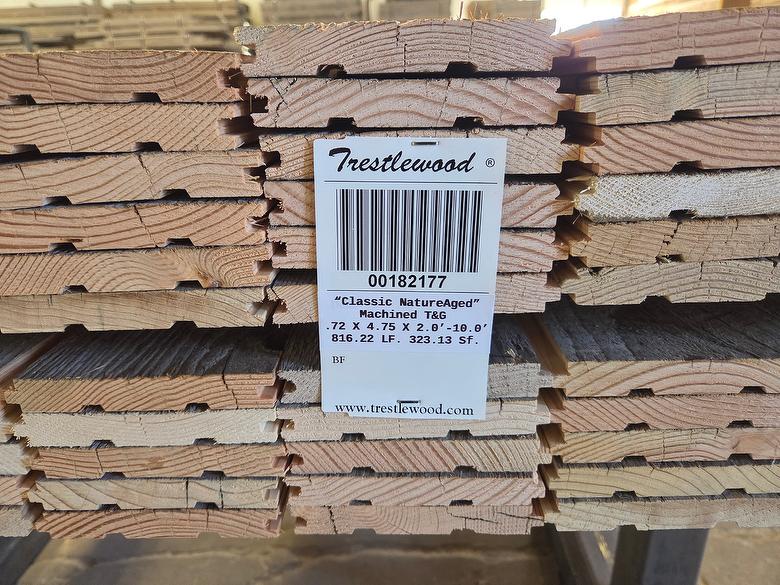 Trestlewood ®
00182177
"Classic NatureAged"
Machined T&G
.72 X 4.75 X 2.0'-10.0'
816.22 LF. 323.13 Sf.
BF
www.trestlewood.com